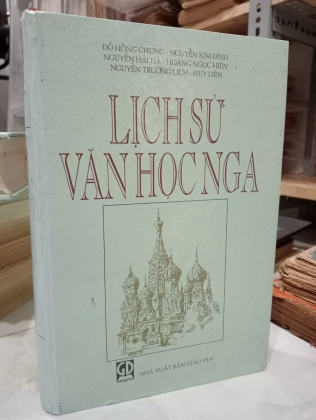 ĐỖ HỒNG CHUNG - NGUYỄN KIM ĐÍNH
NGUYỄN HẢI HÀ - HOÀNG NGỌC HIẾN
NGUYỄN TRƯỜNG LỊCH - HUY LIÊN
LỊCH SỬ
VĂN HỌC NGA
GD
NHÀ XUẤT BẢN GIÁO DỤC